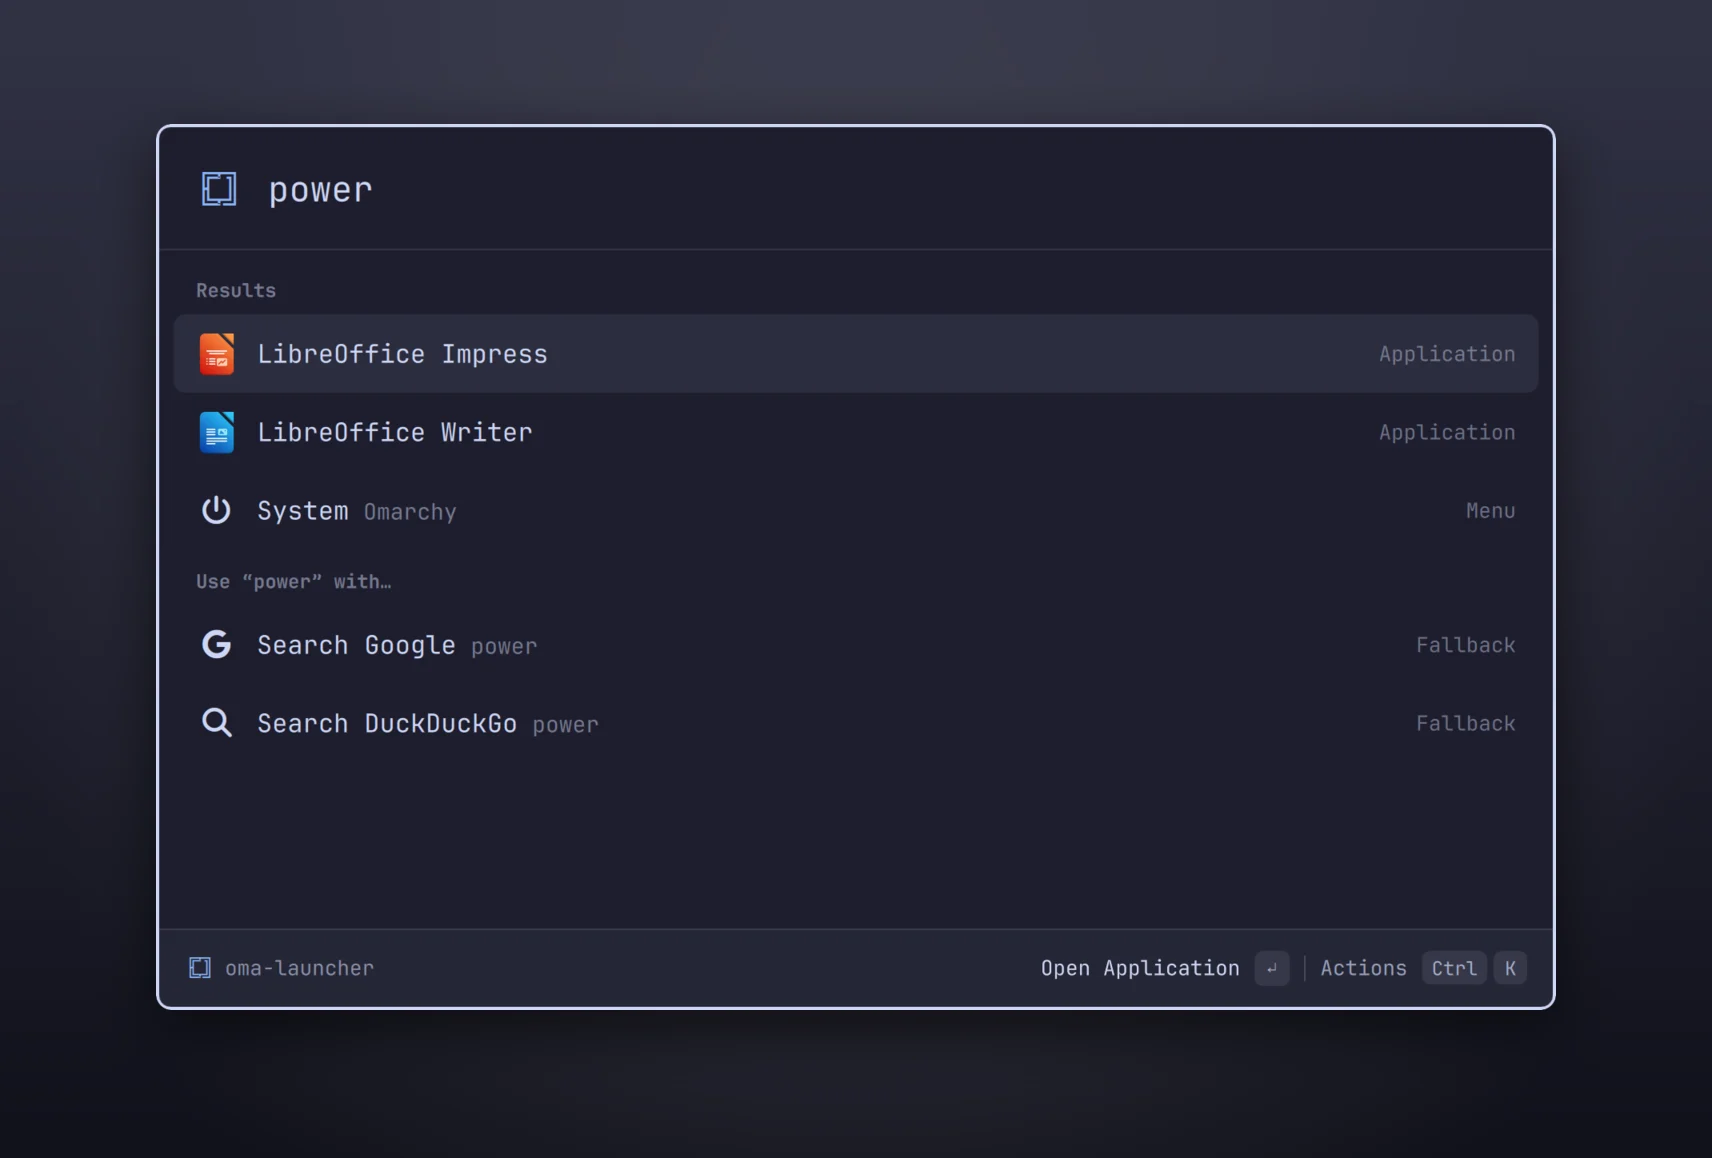 power
Results
LibreOffice Impress Application
LibreOffice Writer Application
System Omarchy Menu
Use “power” with…
Search Google power Fallback
Search DuckDuckGo power Fallback
oma-launcher Open Application ↵ Actions Ctrl K